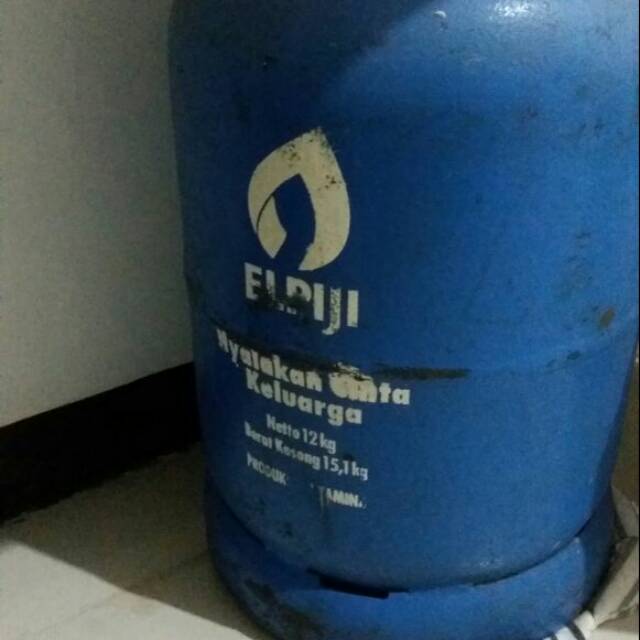 ELPIJI
Nyalakan Cinta
Keluarga
Netto 12 kg
Berat Kosong 15,1 kg
PRODUK